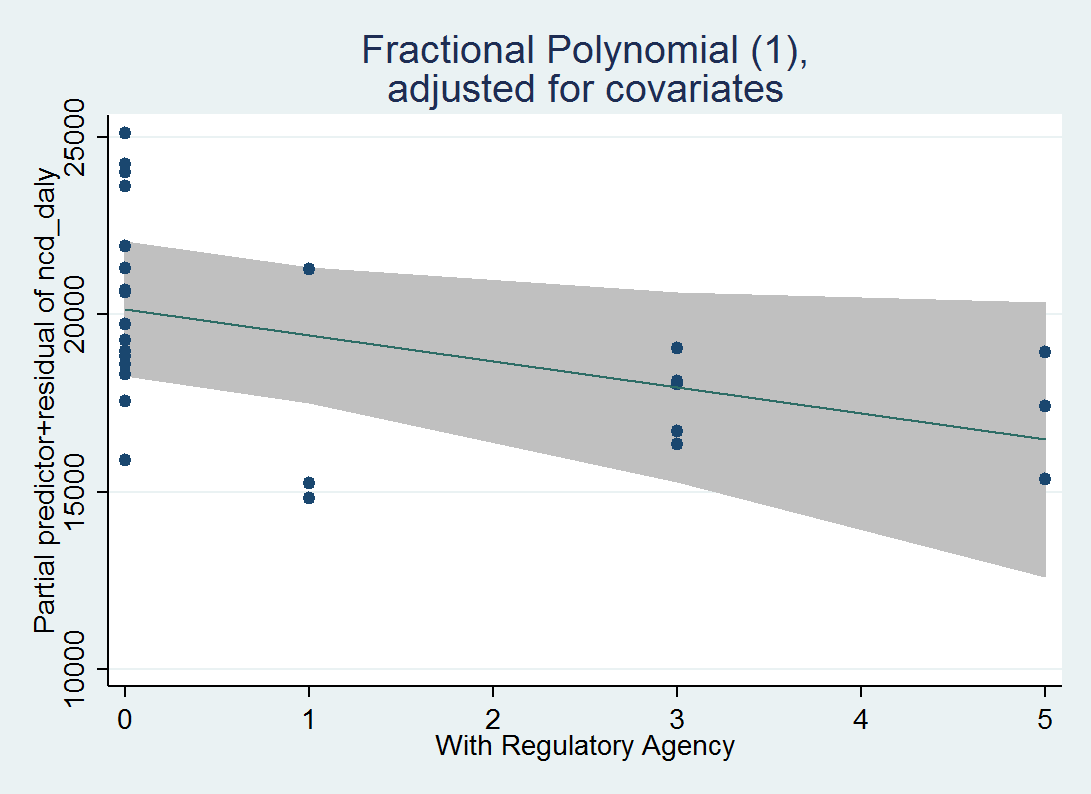 Fractional Polynomial (1),
adjusted for covariates
Partial predictor+residual of ncd_daly
25000
20000
15000
10000
0 1 2 3 4 5
With Regulatory Agency